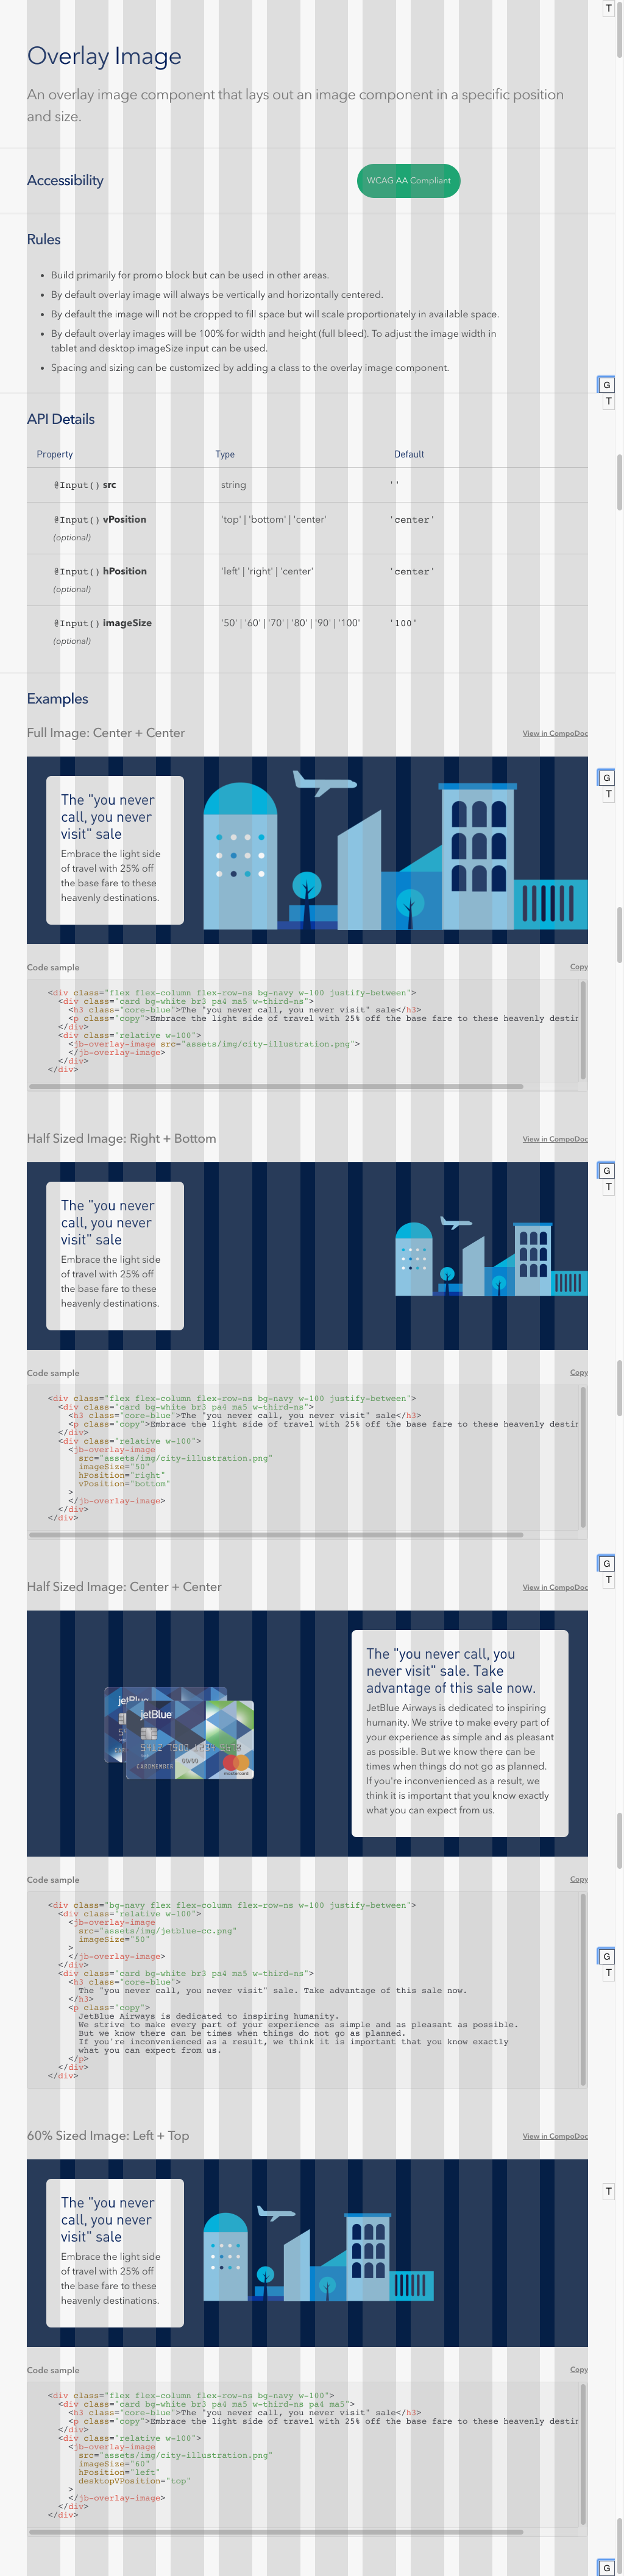 T
Overlay Image
An overlay image component that lays out an image component in a specific position
and size.
Accessibility
WCAG AA Compliant
Rules
• Build primarily for promo block but can be used in other areas.
• By default overlay image will always be vertically and horizontally centered.
• By default the image will not be cropped to fill space but will scale proportionately in available space.
• By default overlay images will be 100% for width and height (full bleed). To adjust the image width in
tablet and desktop imageSize input can be used.
• Spacing and sizing can be customized by adding a class to the overlay image component.
G
T
API Details
Property Type Default
@Input() src string ''
@Input() vPosition 'top' | 'bottom' | 'center' 'center'
(optional)
@Input() hPosition 'left' | 'right' | 'center' 'center'
(optional)
@Input() imageSize '50' | '60' | '70' | '80' | '90' | '100' '100'
(optional)
Examples
Full Image: Center + Center View in CompoDoc
G
T
The "you never
call, you never
visit" sale
Embrace the light side
of travel with 25% off
the base fare to these
heavenly destinations.
Code sample Copy
<div class="flex flex-column flex-row-ns bg-navy w-100 justify-between">
<div class="card bg-white br3 pa4 ma5 w-third-ns">
<h3 class="core-blue">The "you never call, you never visit" sale</h3>
<p class="copy">Embrace the light side of travel with 25% off the base fare to these heavenly destin
</div>
<div class="relative w-100">
<jb-overlay-image src="assets/img/city-illustration.png">
</jb-overlay-image>
</div>
</div>
Half Sized Image: Right + Bottom View in CompoDoc
G
T
The "you never
call, you never
visit" sale
Embrace the light side
of travel with 25% off
the base fare to these
heavenly destinations.
Code sample Copy
<div class="flex flex-column flex-row-ns bg-navy w-100 justify-between">
<div class="card bg-white br3 pa4 ma5 w-third-ns">
<h3 class="core-blue">The "you never call, you never visit" sale</h3>
<p class="copy">Embrace the light side of travel with 25% off the base fare to these heavenly destin
</div>
<div class="relative w-100">
<jb-overlay-image
src="assets/img/city-illustration.png"
imageSize="50"
hPosition="right"
vPosition="bottom"
>
</jb-overlay-image>
</div>
</div>
G
T
Half Sized Image: Center + Center View in CompoDoc
jetBlue
jetBlue
CARDMEMBER
The "you never call, you
never visit" sale. Take
advantage of this sale now.
JetBlue Airways is dedicated to inspiring
humanity. We strive to make every part of
your experience as simple and as pleasant
as possible. But we know there can be
times when things do not go as planned.
If you're inconvenienced as a result, we
think it is important that you know exactly
what you can expect from us.
Code sample Copy
<div class="bg-navy flex flex-column flex-row-ns w-100 justify-between">
<div class="relative w-100">
<jb-overlay-image
src="assets/img/jetblue-cc.png"
imageSize="50"
>
</jb-overlay-image>
</div>
<div class="card bg-white br3 pa4 ma5 w-third-ns">
<h3 class="core-blue">
The "you never call, you never visit" sale. Take advantage of this sale now.
</h3>
<p class="copy">
JetBlue Airways is dedicated to inspiring humanity.
We strive to make every part of your experience as simple and as pleasant as possible.
But we know there can be times when things do not go as planned.
If you're inconvenienced as a result, we think it is important that you know exactly
what you can expect from us.
</p>
</div>
</div>
G
T
60% Sized Image: Left + Top View in CompoDoc
T
The "you never
call, you never
visit" sale
Embrace the light side
of travel with 25% off
the base fare to these
heavenly destinations.
Code sample Copy
<div class="flex flex-column flex-row-ns bg-navy w-100">
<div class="card bg-white br3 pa4 ma5 w-third-ns pa4 ma5">
<h3 class="core-blue">The "you never call, you never visit" sale</h3>
<p class="copy">Embrace the light side of travel with 25% off the base fare to these heavenly destin
</div>
<div class="relative w-100">
<jb-overlay-image
src="assets/img/city-illustration.png"
imageSize="60"
hPosition="left"
desktopVPosition="top"
>
</jb-overlay-image>
</div>
</div>
G